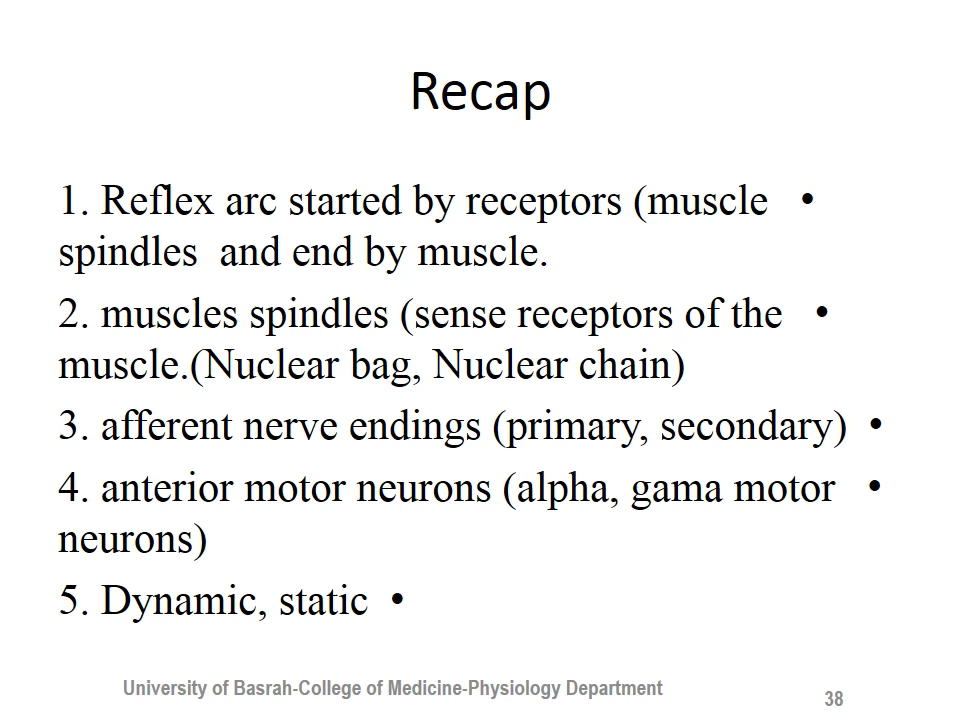 Recap
1. Reflex arc started by receptors (muscle •
spindles  and end by muscle.
2. muscles spindles (sense receptors of the •
muscle.(Nuclear bag, Nuclear chain)
3. afferent nerve endings (primary, secondary) •
4. anterior motor neurons (alpha, gama motor •
neurons)
5. Dynamic, static •
University of Basrah-College of Medicine-Physiology Department
38